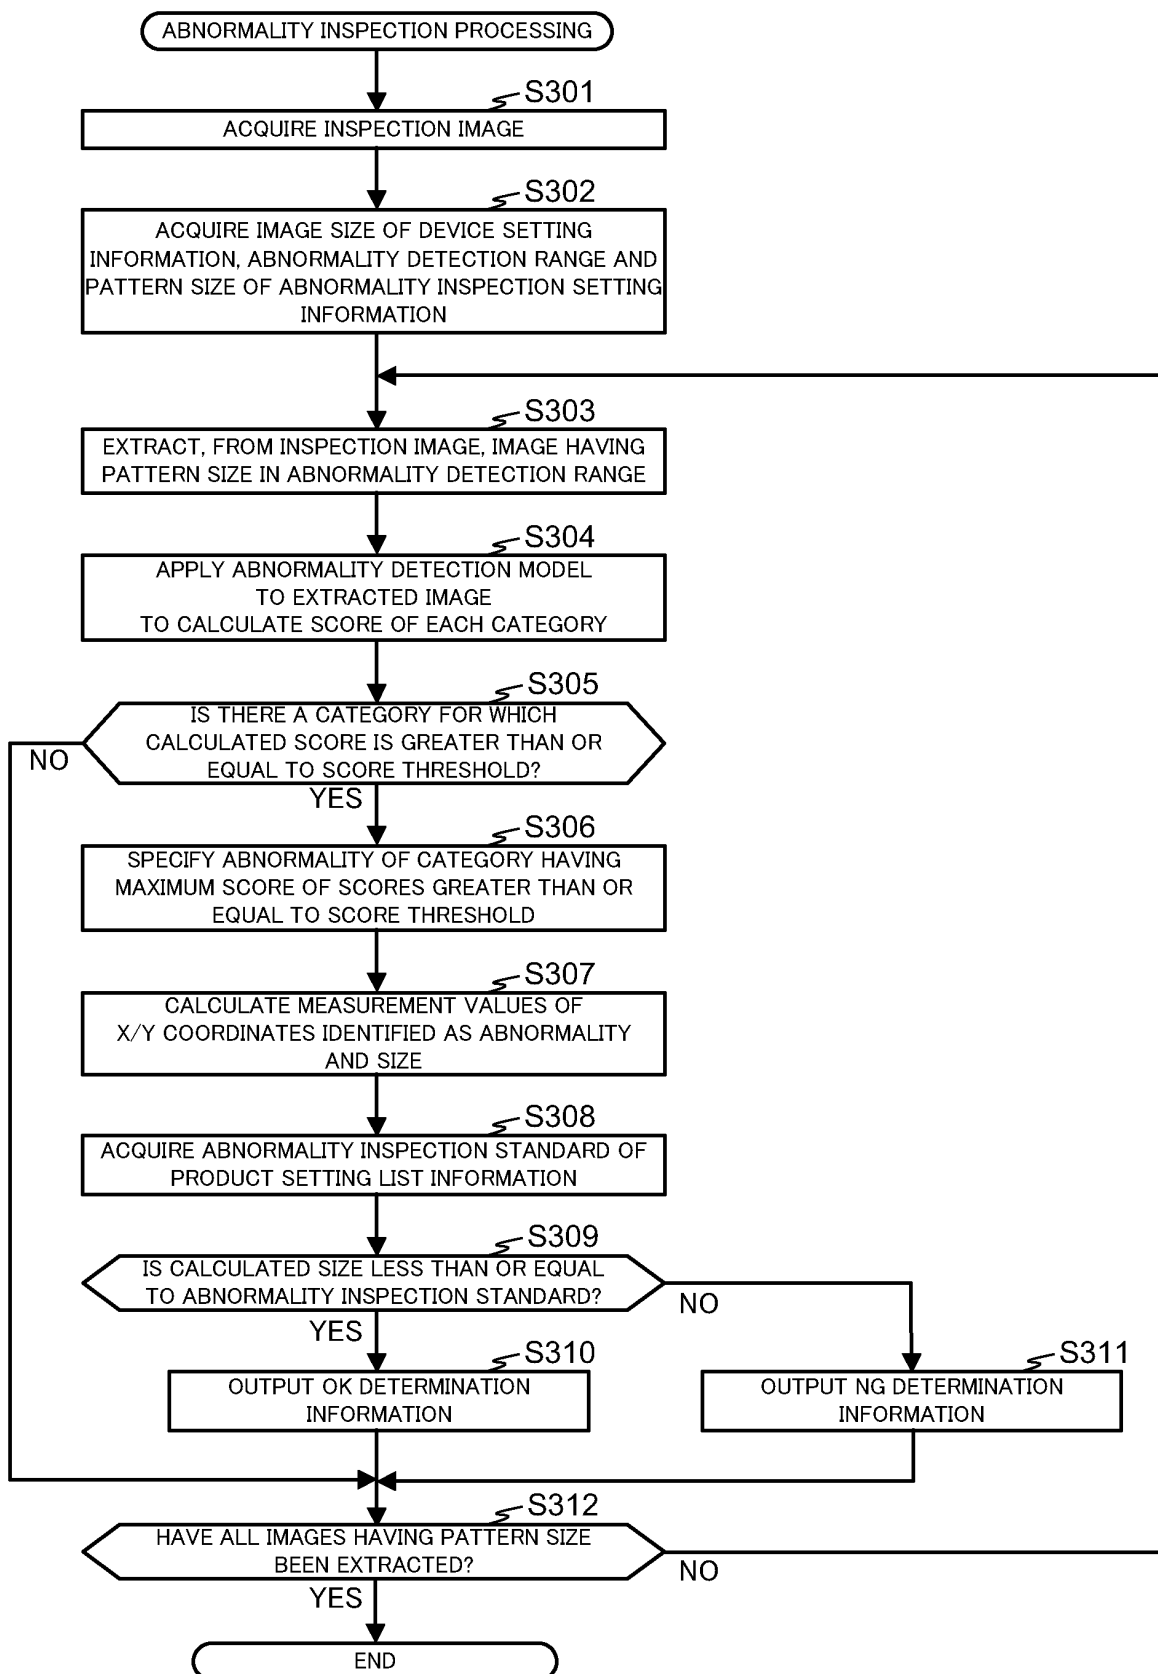 ABNORMALITY INSPECTION PROCESSING
S301
ACQUIRE INSPECTION IMAGE
S302
ACQUIRE IMAGE SIZE OF DEVICE SETTING
INFORMATION, ABNORMALITY DETECTION RANGE AND
PATTERN SIZE OF ABNORMALITY INSPECTION SETTING
INFORMATION
S303
EXTRACT, FROM INSPECTION IMAGE, IMAGE HAVING
PATTERN SIZE IN ABNORMALITY DETECTION RANGE
S304
APPLY ABNORMALITY DETECTION MODEL
TO EXTRACTED IMAGE
TO CALCULATE SCORE OF EACH CATEGORY
S305
IS THERE A CATEGORY FOR WHICH
CALCULATED SCORE IS GREATER THAN OR
EQUAL TO SCORE THRESHOLD?
NO
YES
S306
SPECIFY ABNORMALITY OF CATEGORY HAVING
MAXIMUM SCORE OF SCORES GREATER THAN OR
EQUAL TO SCORE THRESHOLD
S307
CALCULATE MEASUREMENT VALUES OF
X/Y COORDINATES IDENTIFIED AS ABNORMALITY
AND SIZE
S308
ACQUIRE ABNORMALITY INSPECTION STANDARD OF
PRODUCT SETTING LIST INFORMATION
S309
IS CALCULATED SIZE LESS THAN OR EQUAL
TO ABNORMALITY INSPECTION STANDARD?
NO
YES
S310
OUTPUT OK DETERMINATION
INFORMATION
S311
OUTPUT NG DETERMINATION
INFORMATION
S312
HAVE ALL IMAGES HAVING PATTERN SIZE
BEEN EXTRACTED?
NO
YES
END